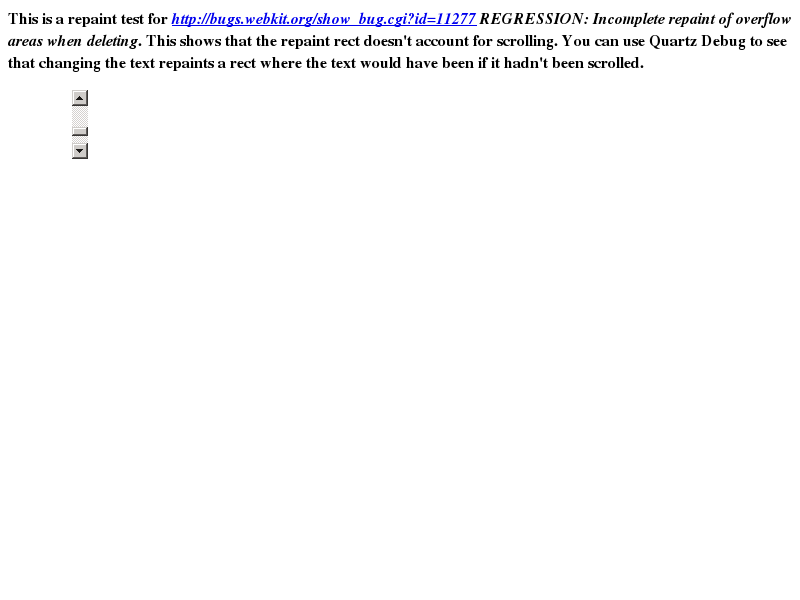 This is a repaint test for http://bugs.webkit.org/show_bug.cgi?id=11277 REGRESSION: Incomplete repaint of overflow
areas when deleting. This shows that the repaint rect doesn't account for scrolling. You can use Quartz Debug to see
that changing the text repaints a rect where the text would have been if it hadn't been scrolled.